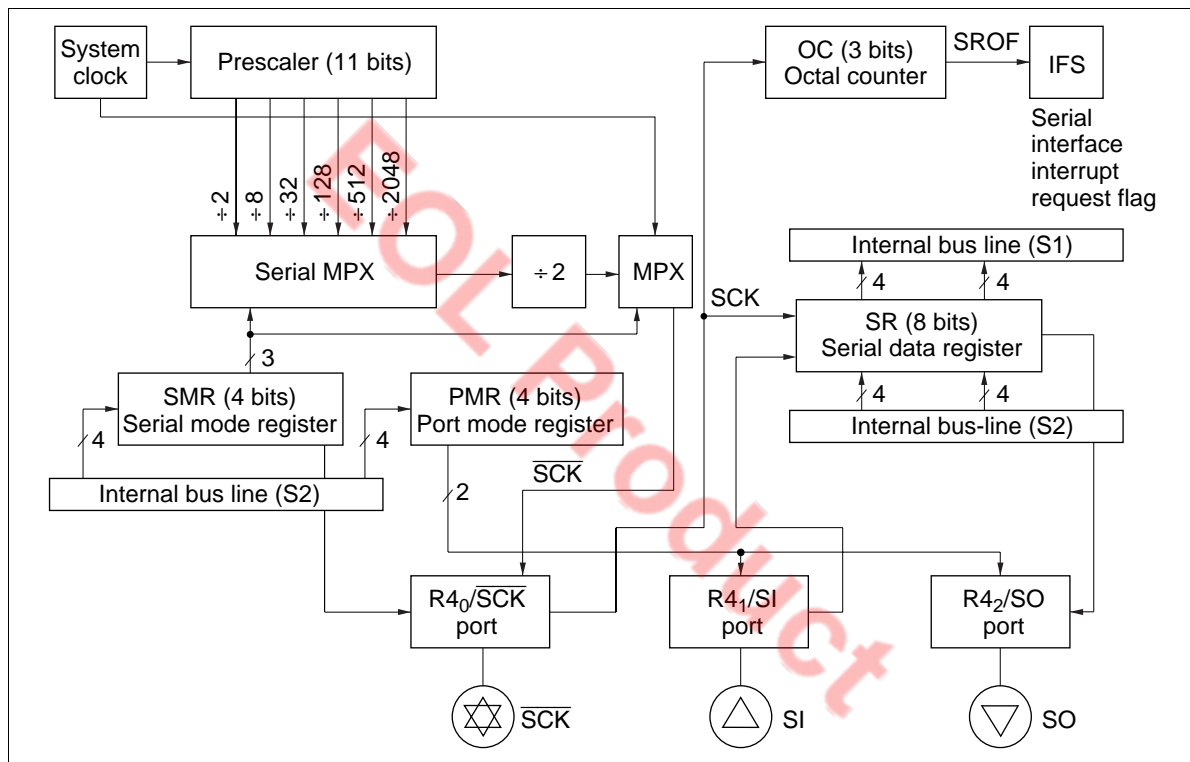 System
clock
Prescaler (11 bits)
OC (3 bits)
Octal counter
SROF
IFS
Serial
interface
interrupt
request flag
÷2
÷8
÷32
÷128
÷512
÷2048
Serial MPX
÷2
MPX
Internal bus line (S1)
4
4
SCK
SR (8 bits)
Serial data register
3
4
4
SMR (4 bits)
Serial mode register
PMR (4 bits)
Port mode register
Internal bus-line (S2)
4
4
Internal bus line (S2)
2
S̅C̅K̅
R4₀/S̅C̅K̅
port
R4₁/SI
port
R4₂/SO
port
S̅C̅K̅
SI
SO
EOL Product